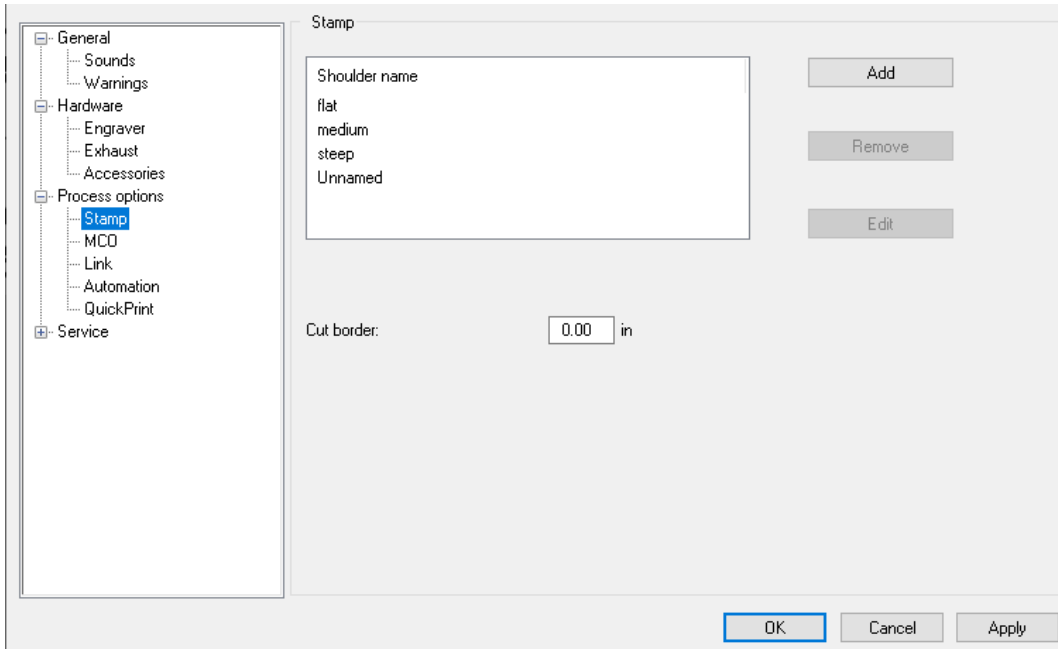 General
Sounds
Warnings
Hardware
Engraver
Exhaust
Accessories
Process options
Stamp
MCO
Link
Automation
QuickPrint
Service
Stamp
Shoulder name
flat
medium
steep
Unnamed
Add
Remove
Edit
Cut border: 0.00 in
OK Cancel Apply